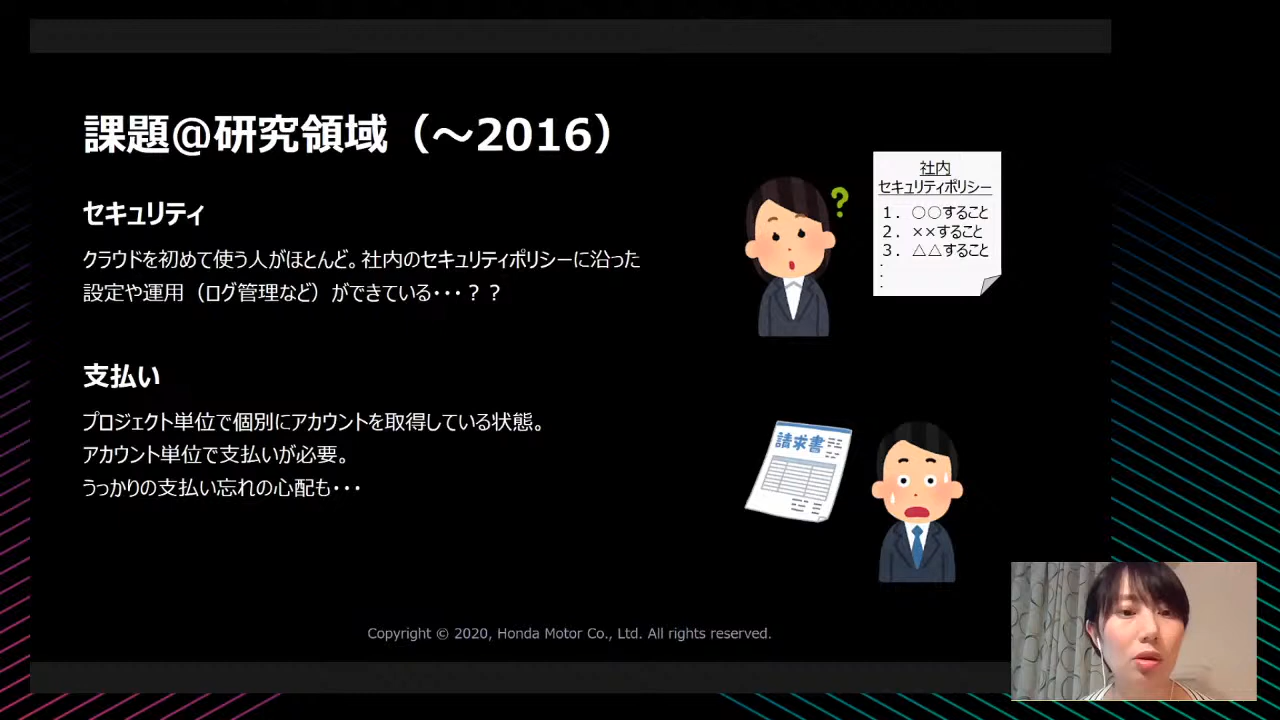 課題@研究領域（～2016）
セキュリティ
クラウドを初めて使う人がほとんど。社内のセキュリティポリシーに沿った
設定や運用（ログ管理など）ができている・・・？？
社内
セキュリティポリシー
１．○○すること
２．××すること
３．△△すること
.
.
.
支払い
プロジェクト単位で個別にアカウントを取得している状態。
アカウント単位で支払いが必要。
うっかりの支払い忘れの心配も・・・
請求書
Copyright © 2020, Honda Motor Co., Ltd. All rights reserved.